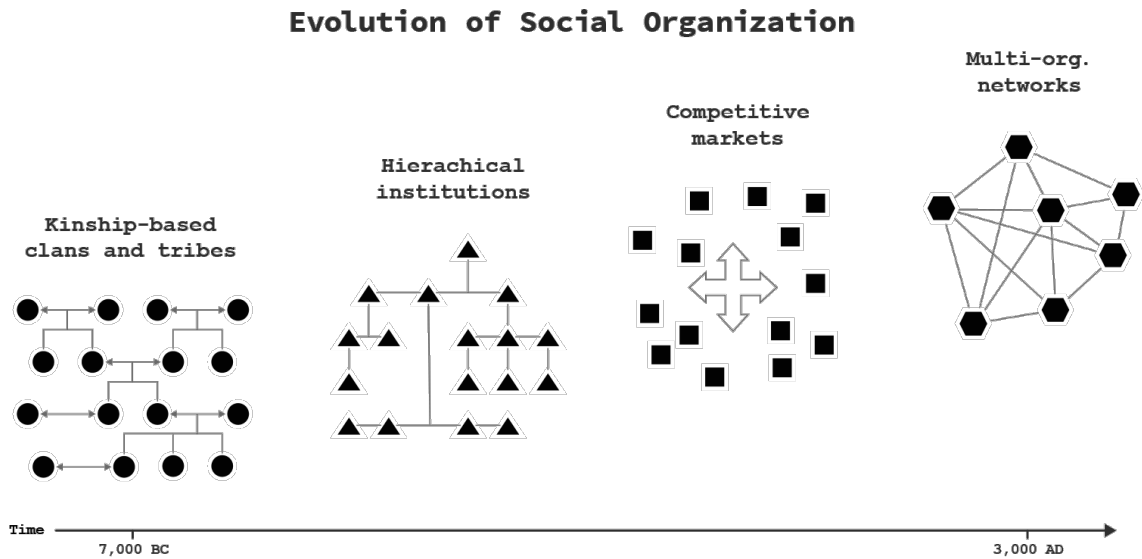 Evolution of Social Organization
Multi-org.
networks
Competitive
markets
Hierachical
institutions
Kinship-based
clans and tribes
Time
7,000 BC
3,000 AD